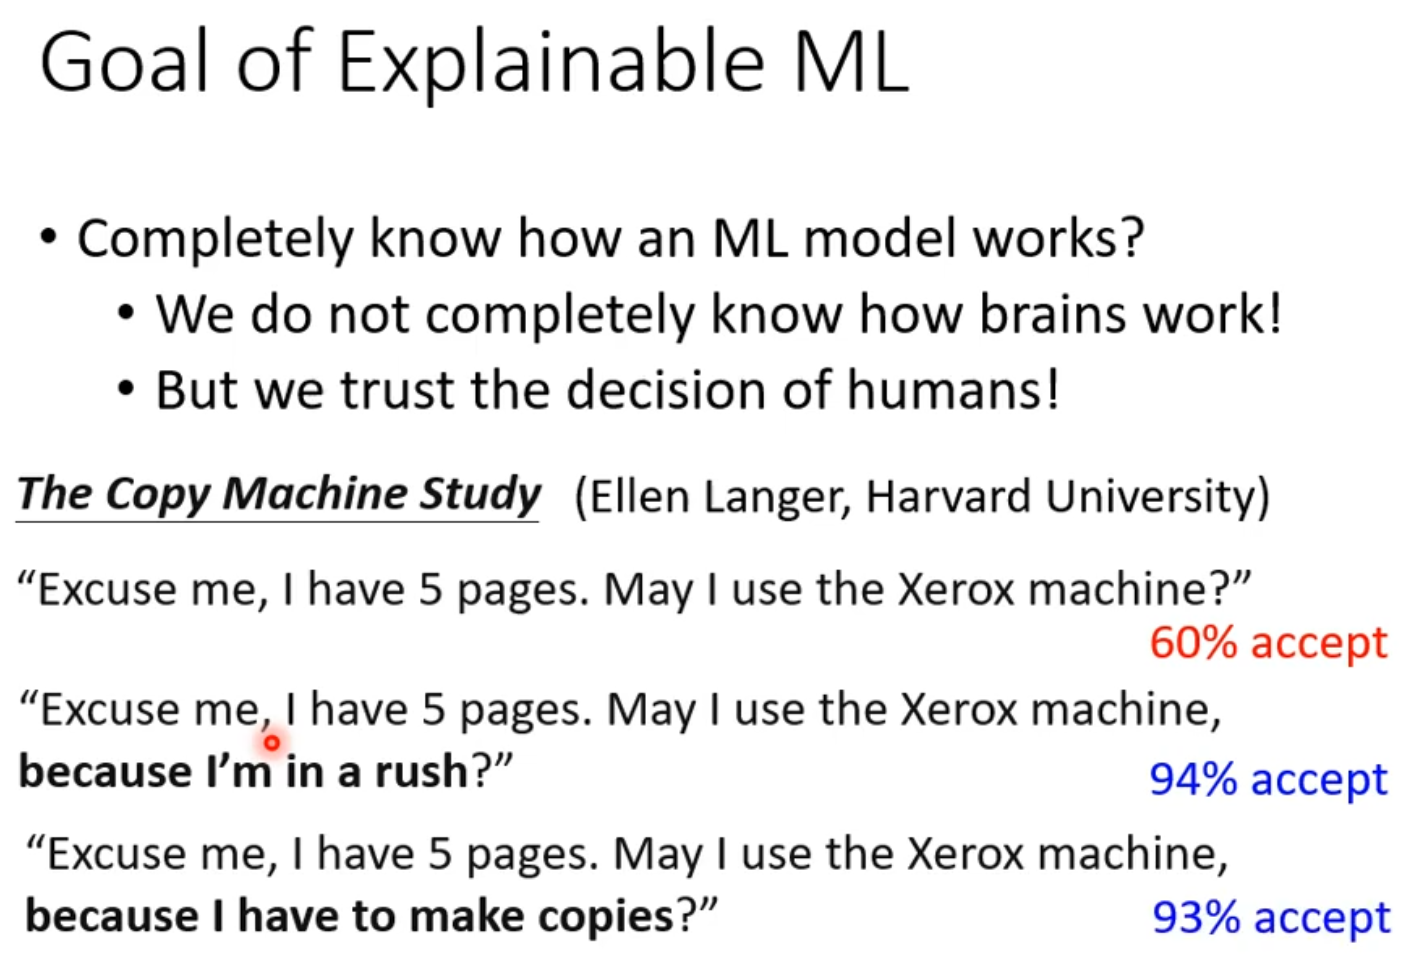 Goal of Explainable ML
• Completely know how an ML model works?
• We do not completely know how brains work!
• But we trust the decision of humans!
The Copy Machine Study (Ellen Langer, Harvard University)
“Excuse me, I have 5 pages. May I use the Xerox machine?”
60% accept
“Excuse me, I have 5 pages. May I use the Xerox machine,
because I’m in a rush?” 94% accept
“Excuse me, I have 5 pages. May I use the Xerox machine,
because I have to make copies?” 93% accept